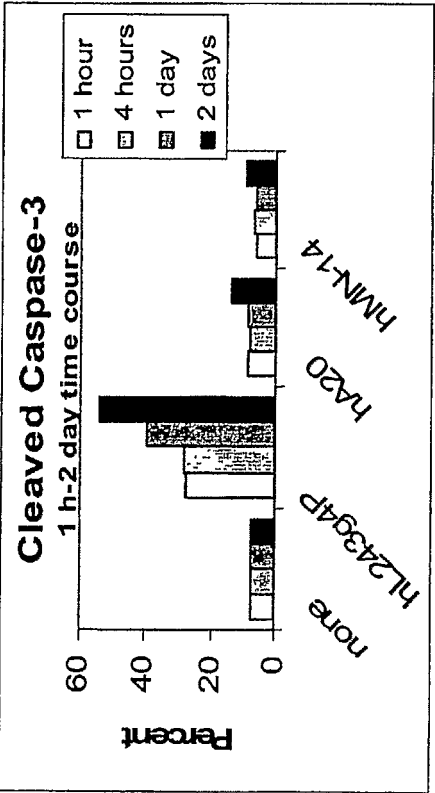 Cleaved Caspase-3
1 h-2 day time course
1 hour
4 hours
1 day
2 days
Percent
60
40
20
0
none
hL243g4P
hA20
hMN-14